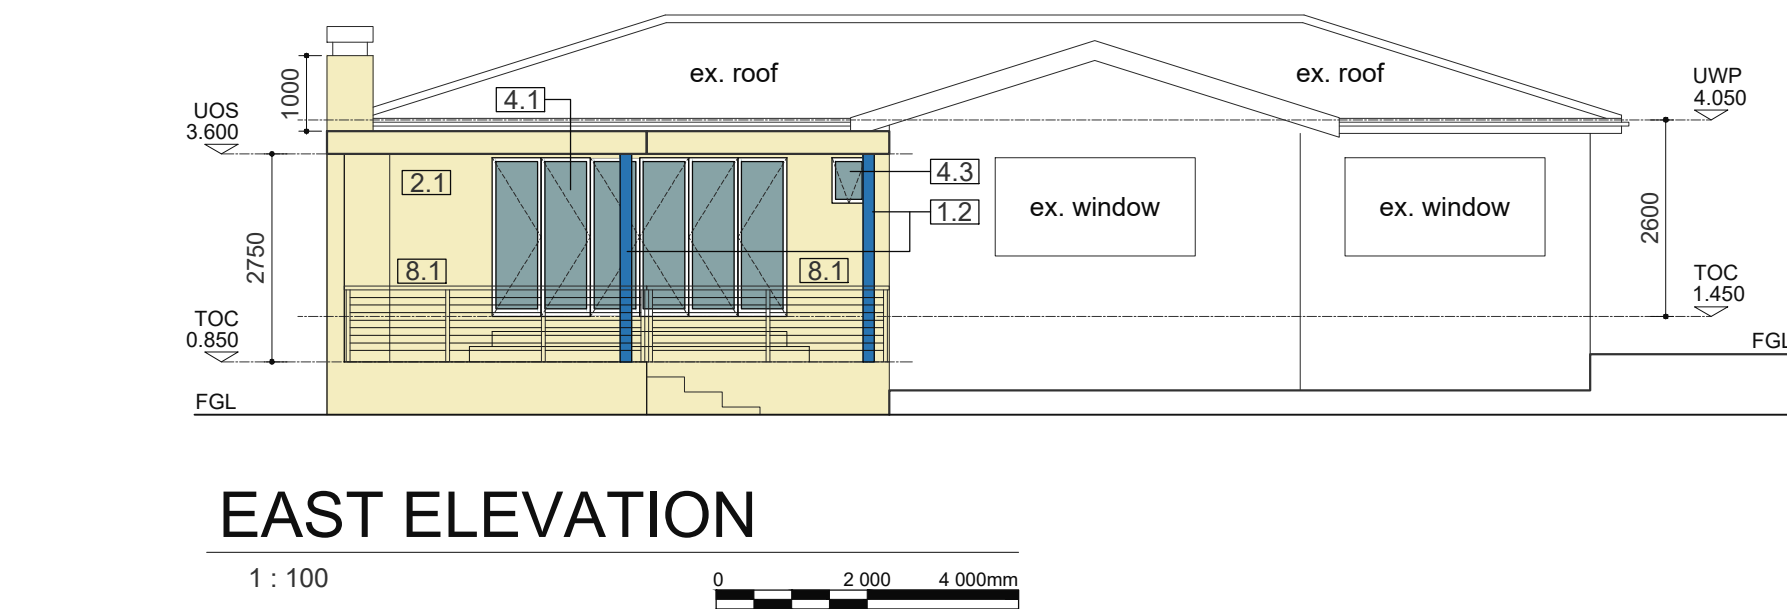 ex. roof
ex. roof
UWP
4.050
1000
4.1
UOS
3.600
2.1
4.3
1.2
ex. window
ex. window
2600
2750
8.1
8.1
TOC
1.450
TOC
0.850
FGL
FGL
EAST ELEVATION
1 : 100
0 2 000 4 000mm